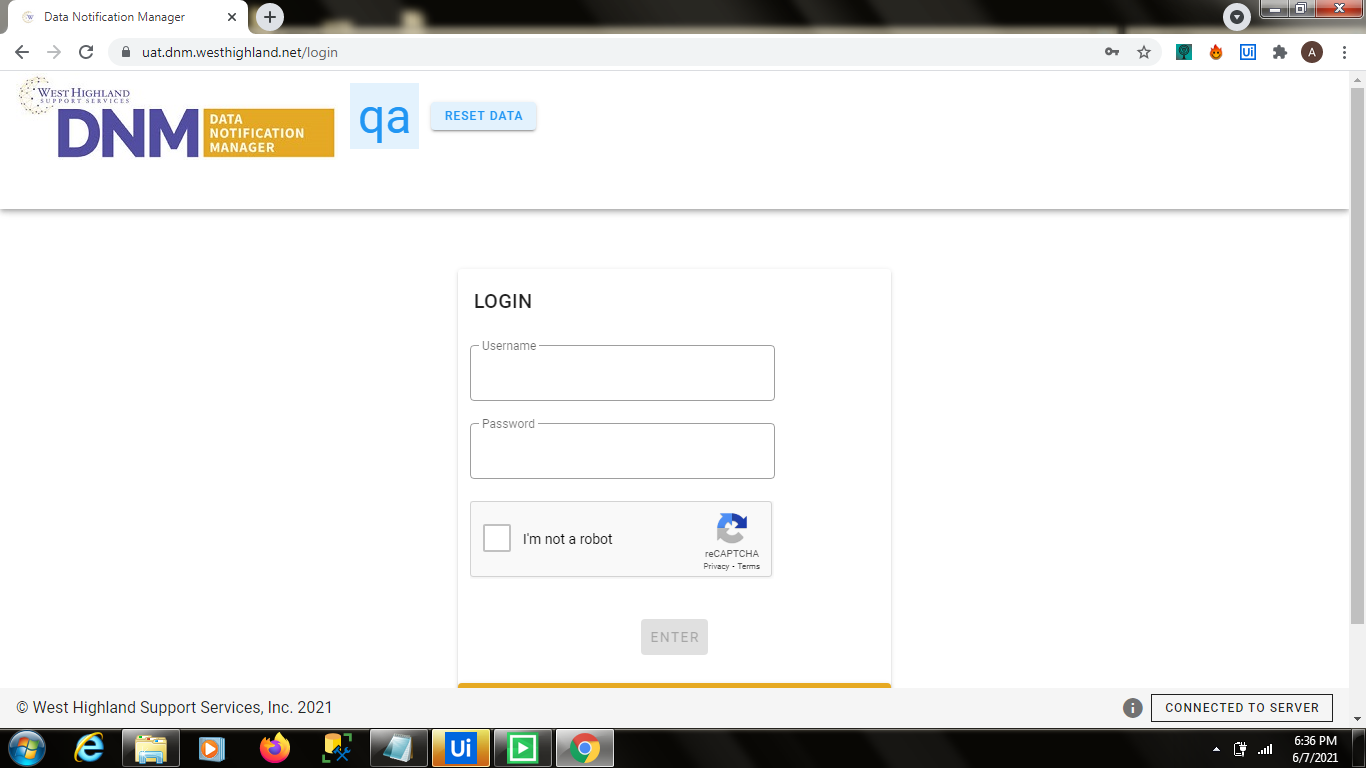 Data Notification Manager
uat.dnm.westhighland.net/login
Ui
A
WEST HIGHLAND
SUPPORT SERVICES
DNM
DATA
NOTIFICATION
MANAGER
qa
RESET DATA
LOGIN
Username
Password
I'm not a robot
reCAPTCHA
Privacy - Terms
ENTER
© West Highland Support Services, Inc. 2021
i
CONNECTED TO SERVER
Ui
6:36 PM
6/7/2021